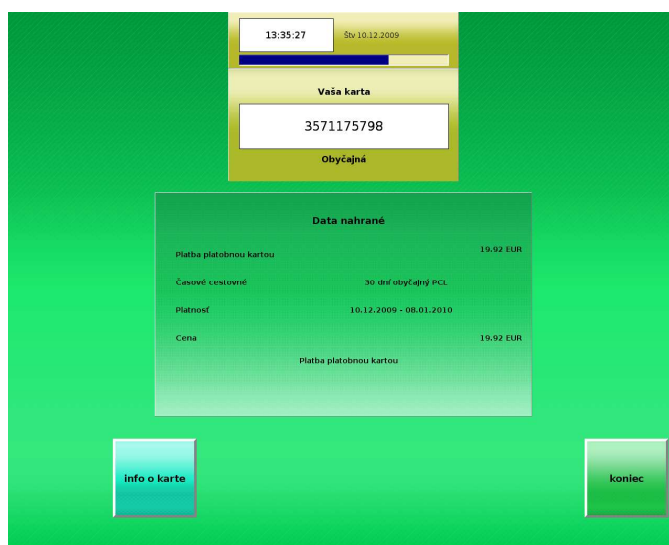 13:35:27 Štv 10.12.2009
Vaša karta
3571175798
Obyčajná
Data nahrané
Platba platobnou kartou 19.92 EUR
Časové cestovné 30 dní obyčajný PCL
Platnosť 10.12.2009 - 08.01.2010
Cena 19.92 EUR
Platba platobnou kartou
info o karte koniec